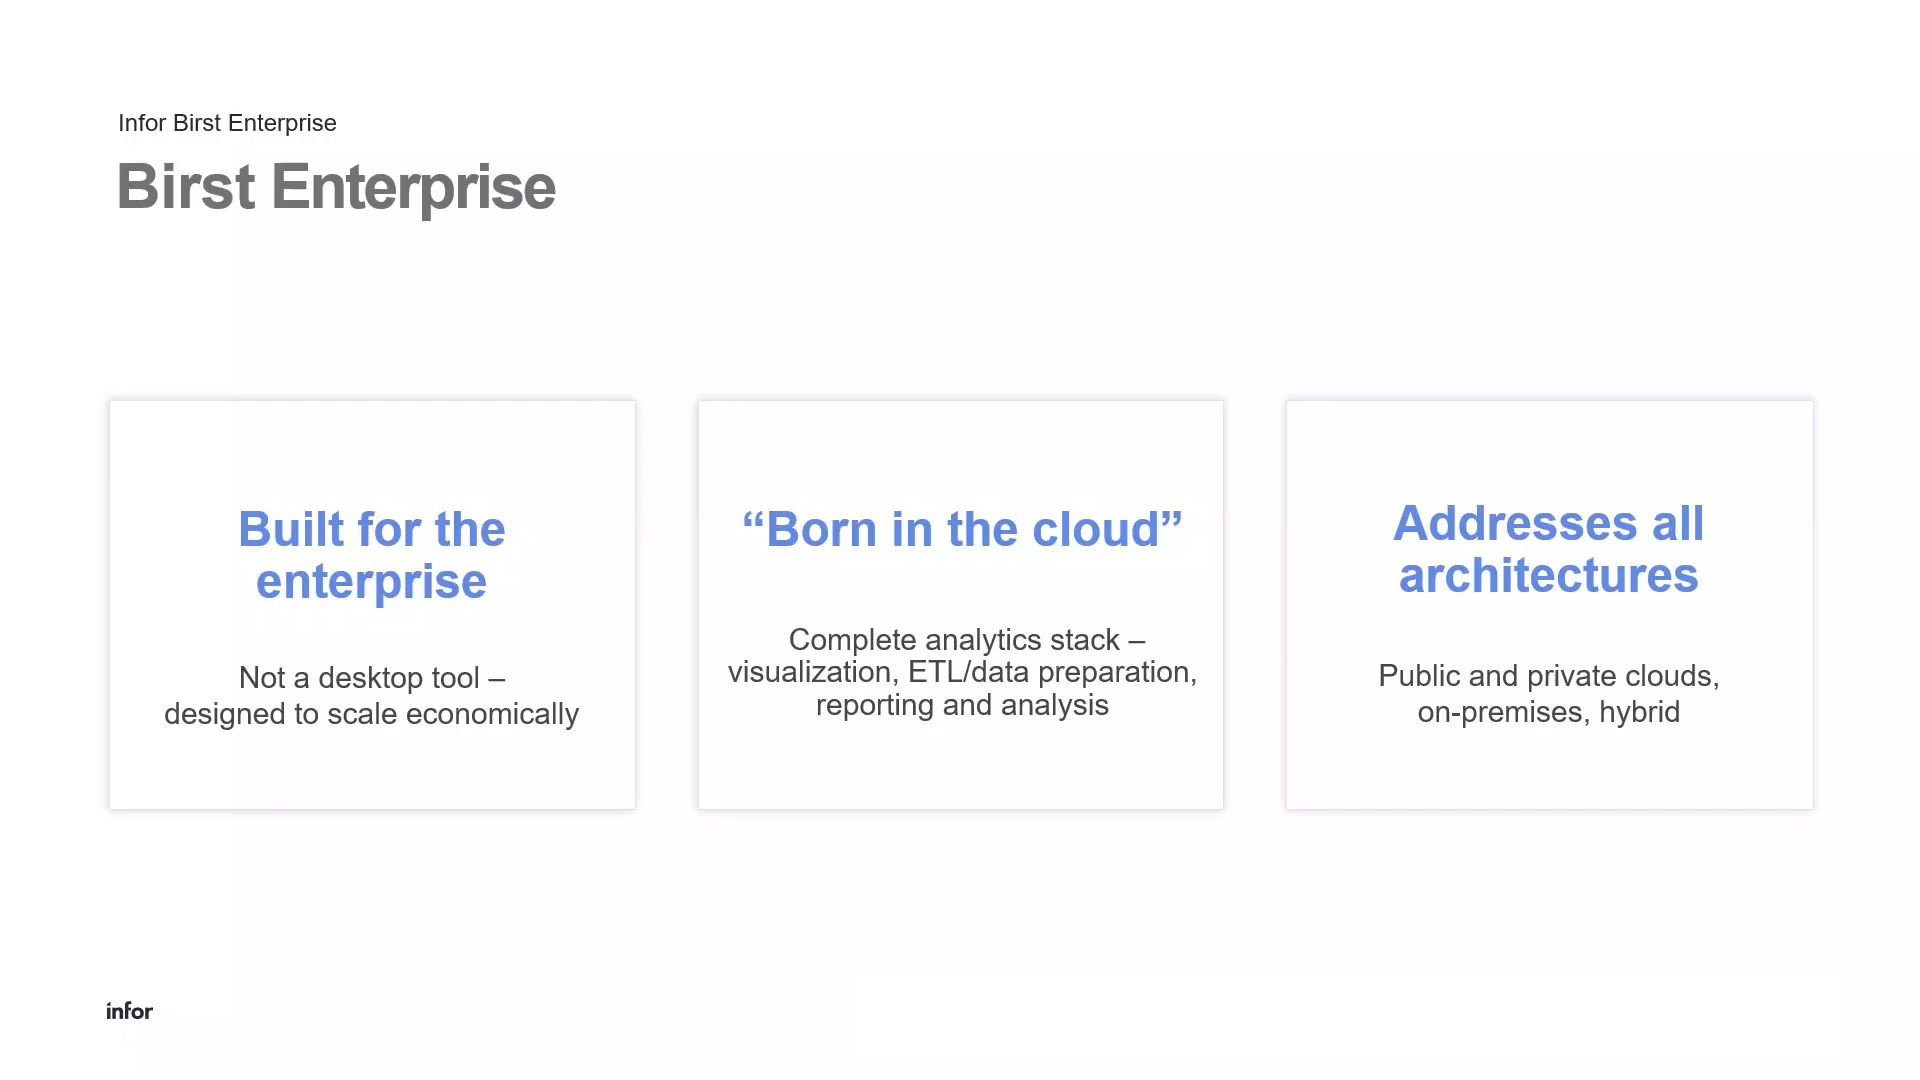 Infor Birst Enterprise
Birst Enterprise
Built for the
enterprise
Not a desktop tool –
designed to scale economically
“Born in the cloud”
Complete analytics stack –
visualization, ETL/data preparation,
reporting and analysis
Addresses all
architectures
Public and private clouds,
on-premises, hybrid
infor